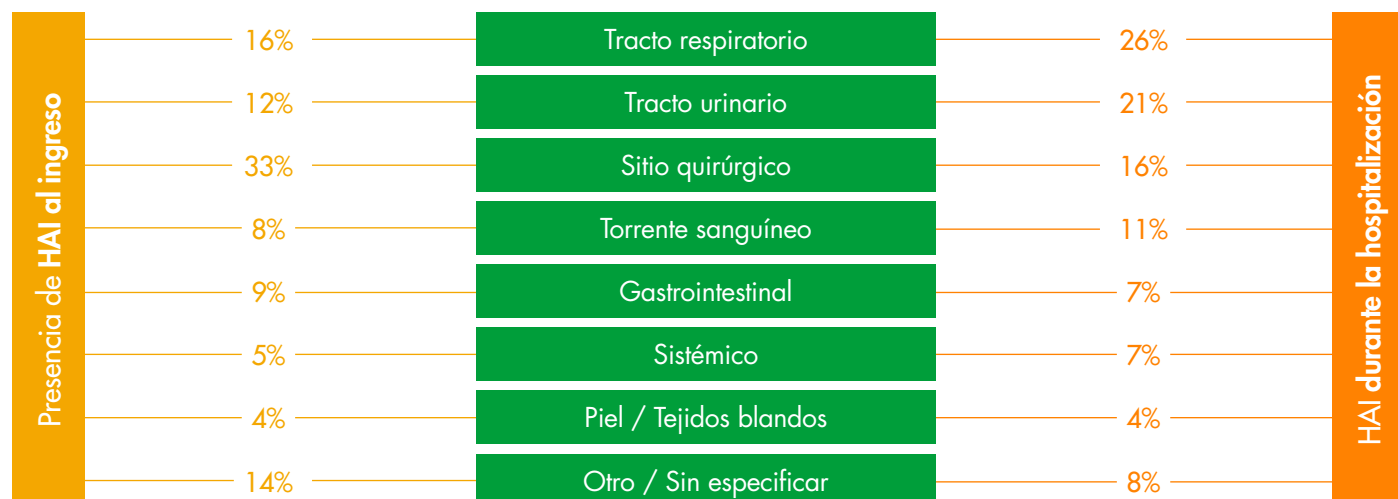 Presencia de HAI al ingreso
16% Tracto respiratorio 26%
12% Tracto urinario 21%
33% Sitio quirúrgico 16%
8% Torrente sanguíneo 11%
9% Gastrointestinal 7%
5% Sistémico 7%
4% Piel / Tejidos blandos 4%
14% Otro / Sin especificar 8%
HAI durante la hospitalización